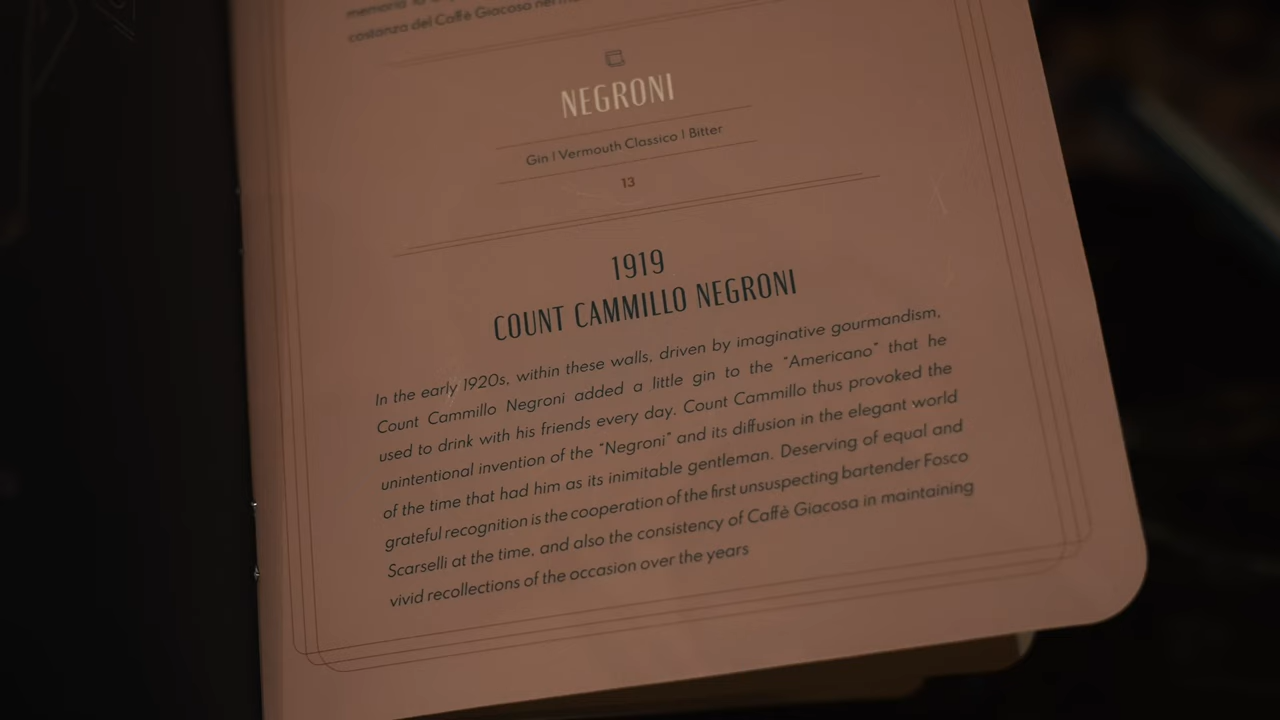 memoria lo
costanza del Caffè Giacosa nel
NEGRONI
Gin | Vermouth Classico | Bitter
13
1919
COUNT CAMMILLO NEGRONI
In the early 1920s, within these walls, driven by imaginative gourmandism,
Count Cammillo Negroni added a little gin to the "Americano" that he
used to drink with his friends every day. Count Cammillo thus provoked the
unintentional invention of the "Negroni" and its diffusion in the elegant world
of the time that had him as its inimitable gentleman. Deserving of equal and
grateful recognition is the cooperation of the first unsuspecting bartender Fosco
Scarselli at the time, and also the consistency of Caffè Giacosa in maintaining
vivid recollections of the occasion over the years